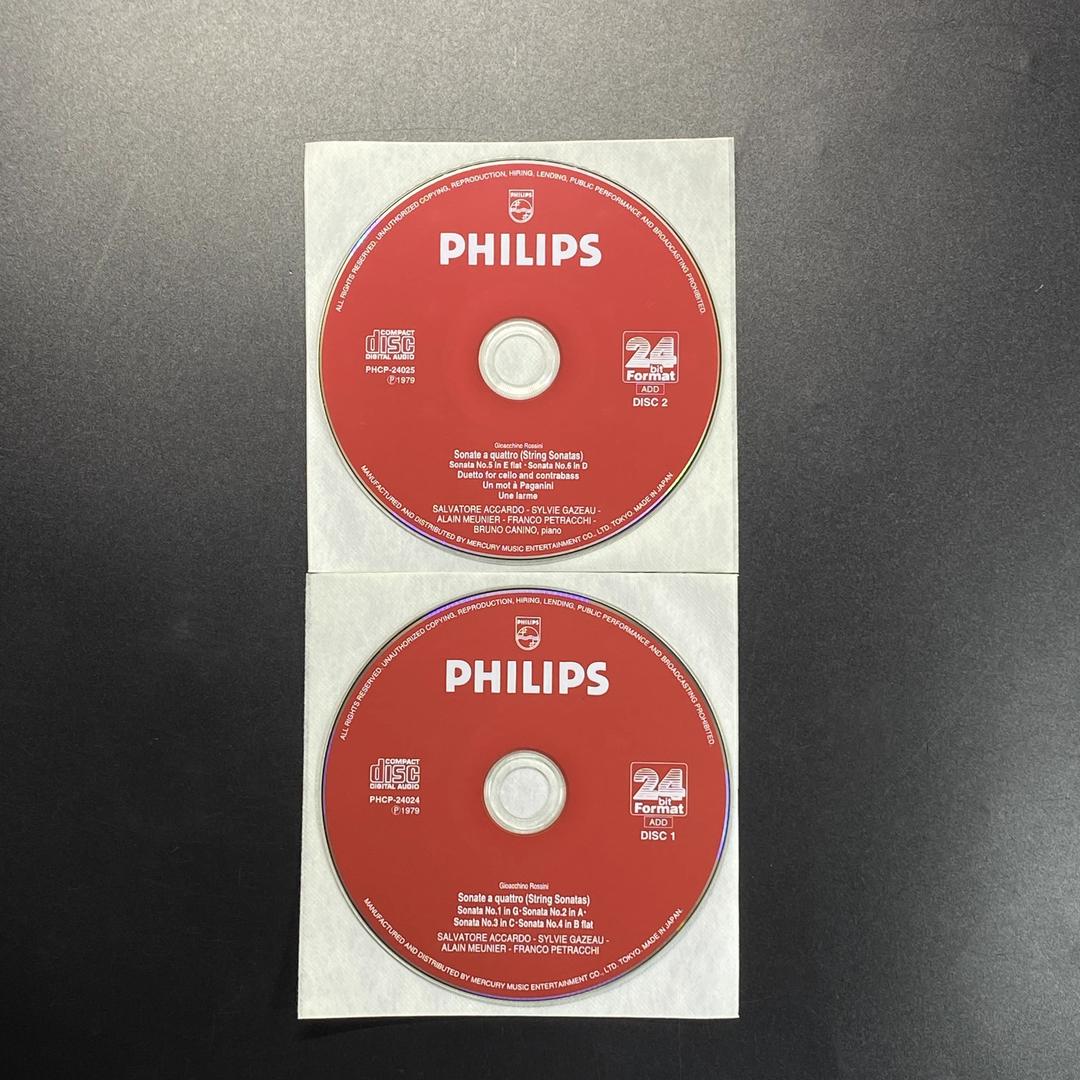 ALL RIGHTS RESERVED. UNAUTHORIZED COPYING, REPRODUCTION, HIRING, LENDING, PUBLIC PERFORMANCE AND BROADCASTING PROHIBITED.
PHILIPS
PHILIPS
COMPACT
disc
DIGITAL AUDIO
PHCP-24025
Ⓟ1979
24
bit
Format
ADD
DISC 2
Gioacchino Rossini
Sonate a quattro (String Sonatas)
Sonata No.5 in E flat・Sonata No.6 in D
Duetto for cello and contrabass
Un mot à Paganini
Une larme
SALVATORE ACCARDO - SYLVIE GAZEAU -
ALAIN MEUNIER - FRANCO PETRACCHI -
BRUNO CANINO, piano
MANUFACTURED AND DISTRIBUTED BY MERCURY MUSIC ENTERTAINMENT CO., LTD. TOKYO. MADE IN JAPAN
ALL RIGHTS RESERVED. UNAUTHORIZED COPYING, REPRODUCTION, HIRING, LENDING, PUBLIC PERFORMANCE AND BROADCASTING PROHIBITED.
PHILIPS
PHILIPS
COMPACT
disc
DIGITAL AUDIO
PHCP-24024
Ⓟ1979
24
bit
Format
ADD
DISC 1
Gioacchino Rossini
Sonate a quattro (String Sonatas)
Sonata No.1 in G・Sonata No.2 in A・
Sonata No.3 in C・Sonata No.4 in B flat
SALVATORE ACCARDO - SYLVIE GAZEAU -
ALAIN MEUNIER - FRANCO PETRACCHI
MANUFACTURED AND DISTRIBUTED BY MERCURY MUSIC ENTERTAINMENT CO., LTD. TOKYO. MADE IN JAPAN.